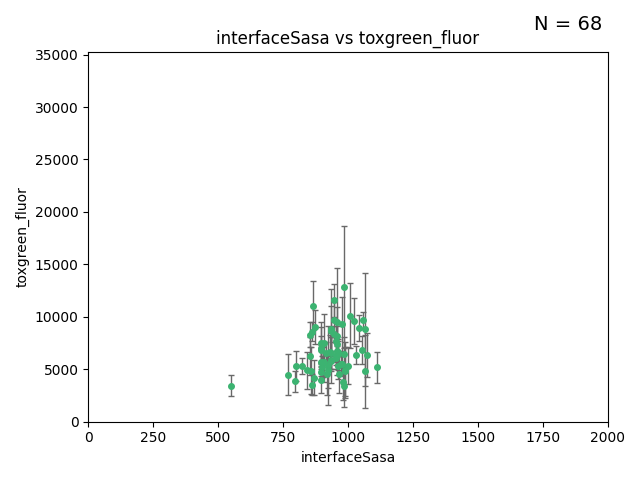 N = 68
interfaceSasa vs toxgreen_fluor
35000
30000
25000
20000
15000
10000
5000
0
toxgreen_fluor
0 250 500 750 1000 1250 1500 1750 2000
interfaceSasa